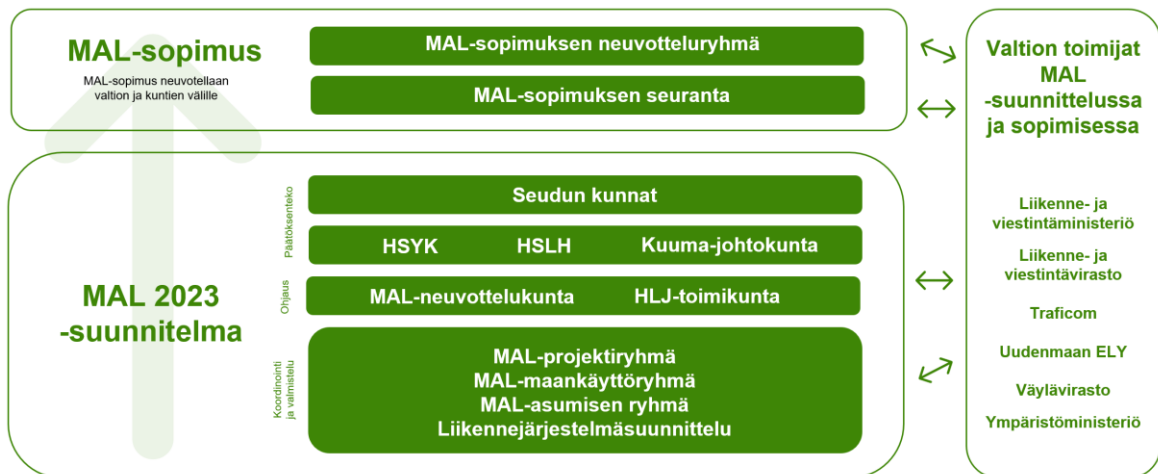 MAL-sopimus
MAL-sopimus neuvotellaan
valtion ja kuntien välille
MAL-sopimuksen neuvotteluryhmä
MAL-sopimuksen seuranta
MAL 2023
-suunnitelma
Päätöksenteko
Seudun kunnat
HSYK HSLH Kuuma-johtokunta
Ohjaus
MAL-neuvottelukunta HLJ-toimikunta
Koordinointi
ja valmistelu
MAL-projektiryhmä
MAL-maankäyttöryhmä
MAL-asumisen ryhmä
Liikennejärjestelmäsuunnittelu
Valtion toimijat
MAL
-suunnittelussa
ja sopimisessa
Liikenne- ja
viestintäministeriö
Liikenne- ja
viestintävirasto
Traficom
Uudenmaan ELY
Väylävirasto
Ympäristöministeriö